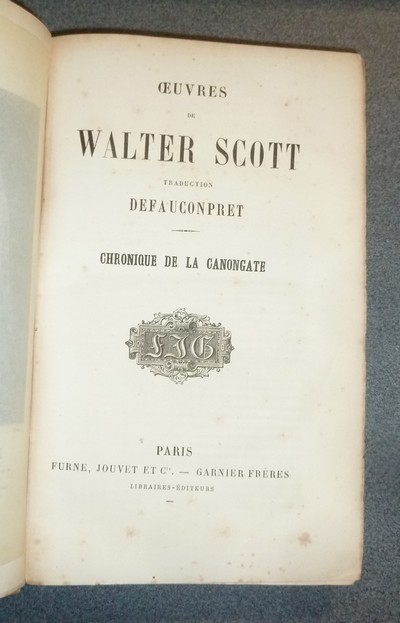 ŒUVRES
DE
WALTER SCOTT
TRADUCTION
DEFAUCONPRET
CHRONIQUE DE LA CANONGATE
FJG
PARIS
FURNE, JOUVET ET Cie. — GARNIER FRÈRES
LIBRAIRES-ÉDITEURS